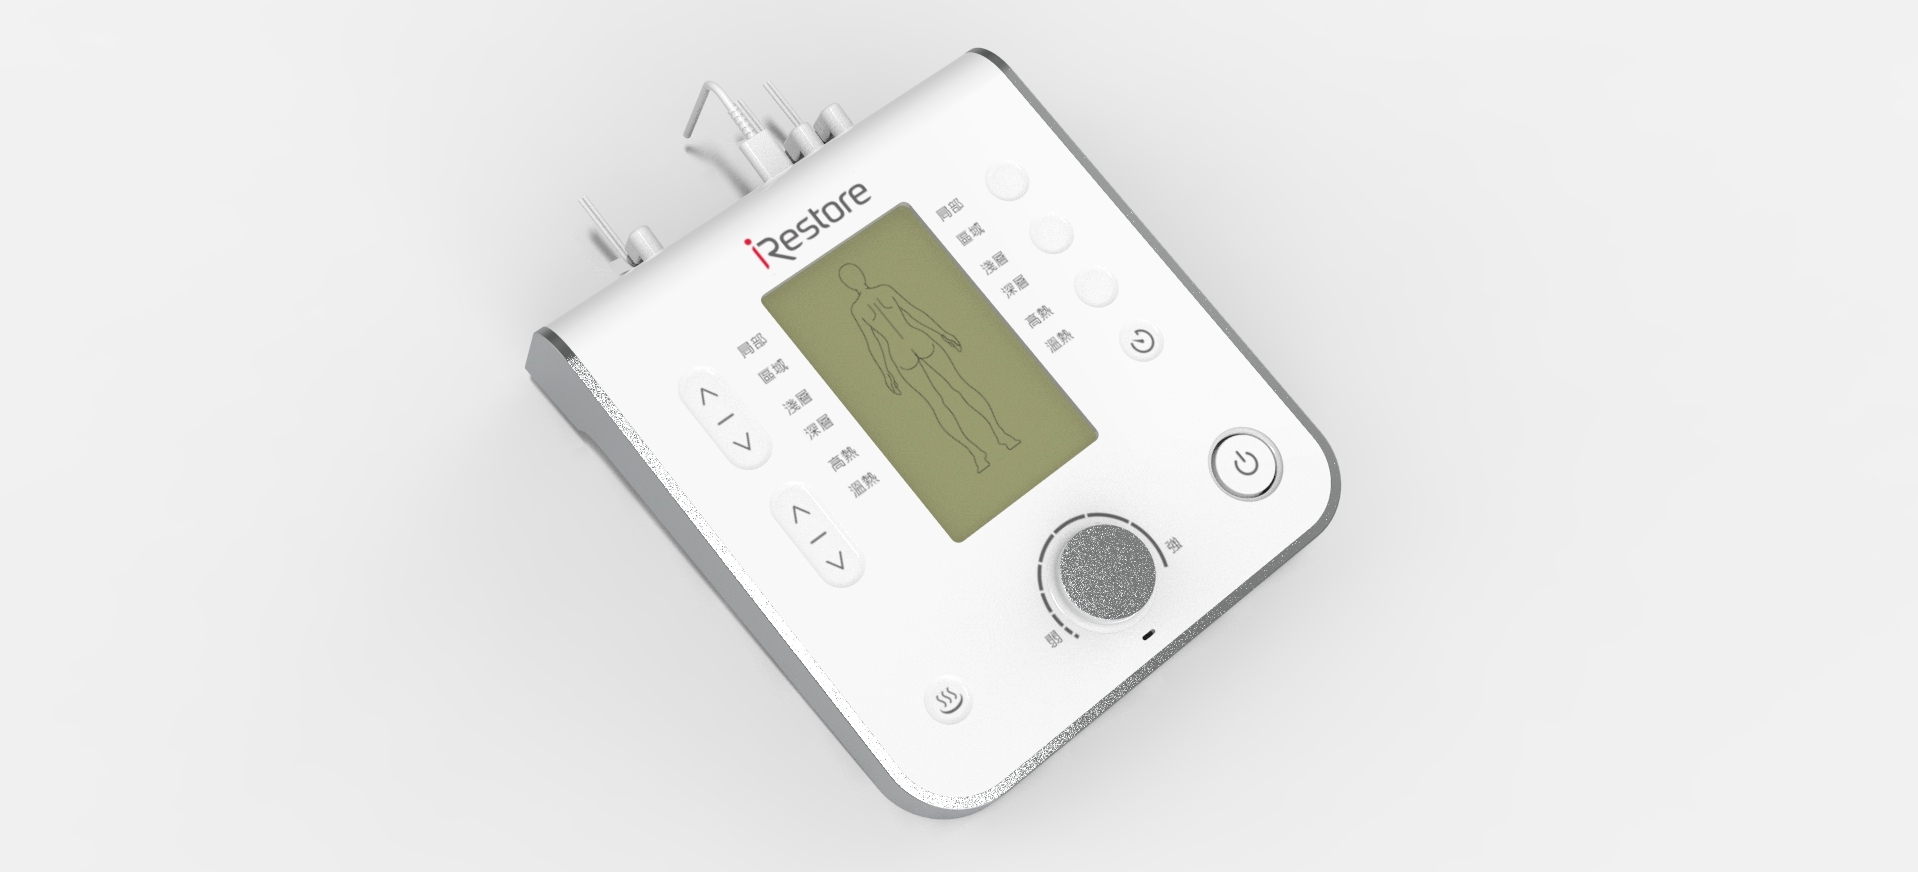 iRestore
局部
區域
淺層
深層
高熱
溫熱
局部
區域
淺層
深層
高熱
溫熱
強
弱